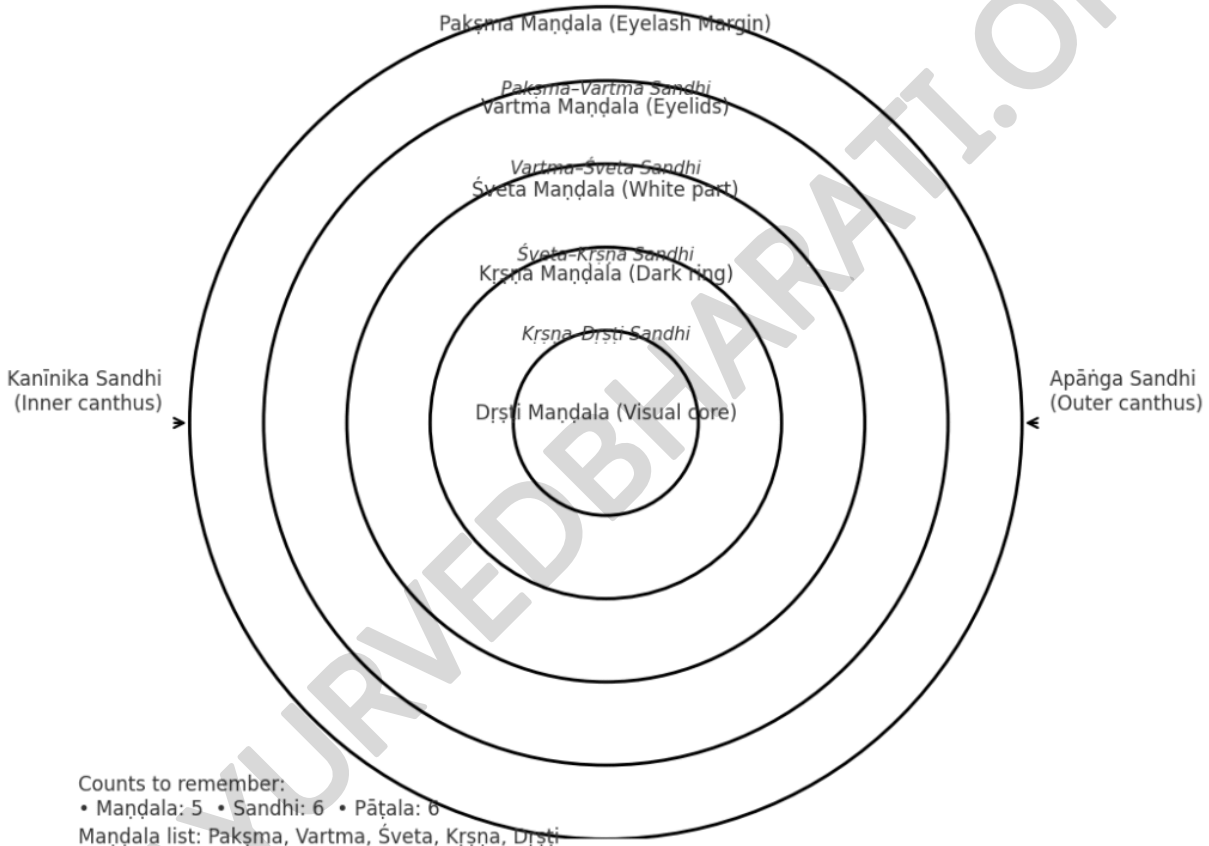 Pakṣma Maṇḍala (Eyelash Margin)
Pakṣma–Vartma Sandhi
Vartma Maṇḍala (Eyelids)
Vartma–Śveta Sandhi
Śveta Maṇḍala (White part)
Śveta–Kṛṣṇa Sandhi
Kṛṣṇa Maṇḍala (Dark ring)
Kṛṣṇa–Dṛṣṭi Sandhi
Kanīnika Sandhi
(Inner canthus)
Apāṅga Sandhi
(Outer canthus)
Dṛṣṭi Maṇḍala (Visual core)
Counts to remember:
• Maṇḍala: 5 • Sandhi: 6 • Pāṭala: 6
Maṇḍala list: Pakṣma, Vartma, Śveta, Kṛṣṇa, Dṛṣṭi
YURVEDBHARATI.OR